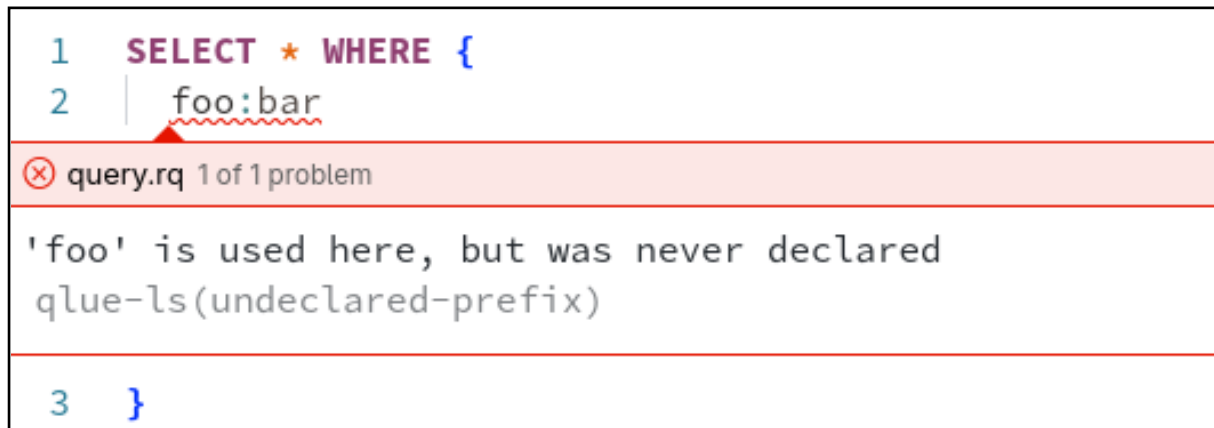 1 SELECT * WHERE {
2 foo:bar
query.rq 1 of 1 problem
'foo' is used here, but was never declared
qlue-ls(undeclared-prefix)
3 }